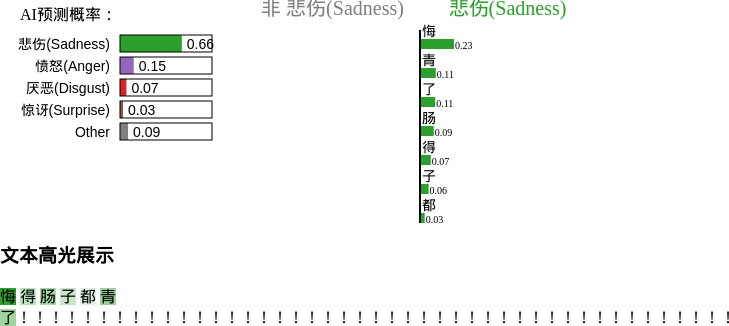 AI预测概率：
悲伤(Sadness) 0.66
愤怒(Anger) 0.15
厌恶(Disgust) 0.07
惊讶(Surprise) 0.03
Other 0.09
非 悲伤(Sadness) 悲伤(Sadness)
悔
0.23
青
0.11
了
0.11
肠
0.09
得
0.07
子
0.06
都
0.03
文本高光展示
悔 得 肠 子 都 青
了！！！！！！！！！！！！！！！！！！！！！！！！！！！！！！！！！！！！！！！！！！！！！